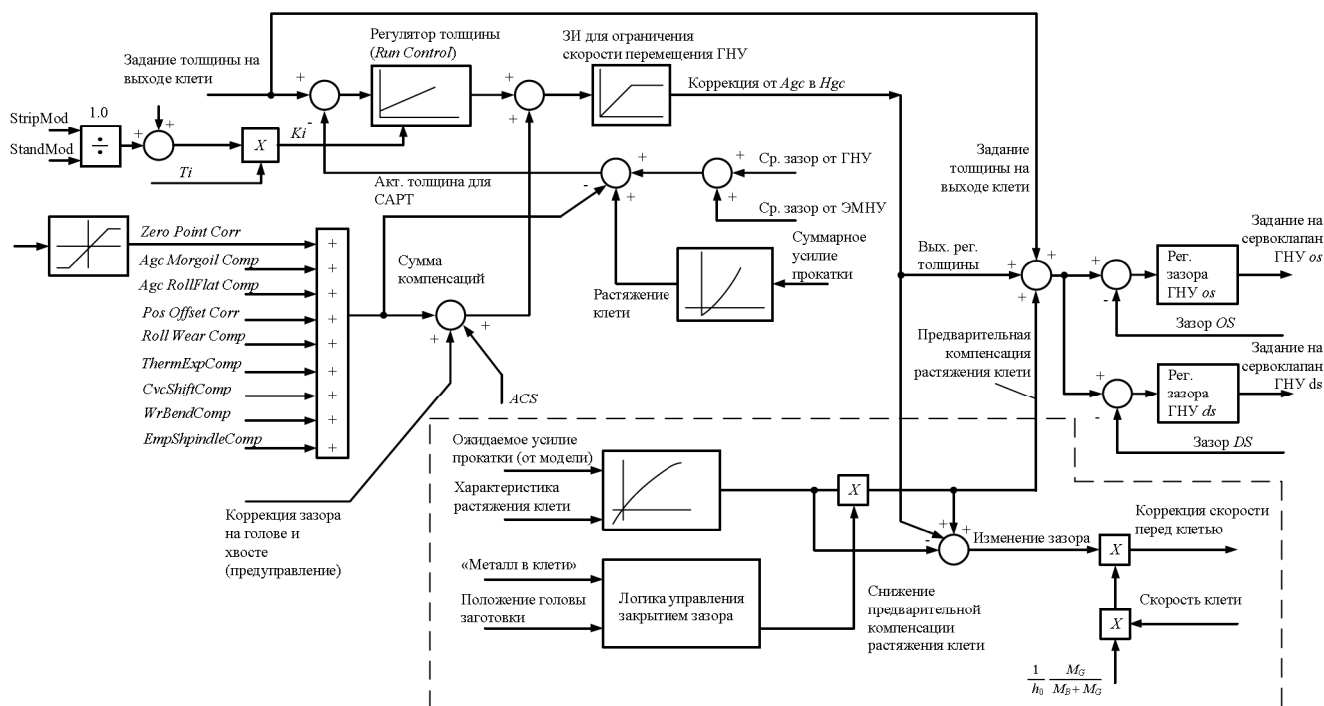 Задание толщины на
выходе клети
Регулятор толщины
(Run Control)
ЗИ для ограничения
скорости перемещения ГНУ
Коррекция от Agc в Hgc
StripMod
StandMod
1.0
÷
X
Ki
Ti
Акт. толщина для
САРТ
Ср. зазор от ГНУ
Ср. зазор от ЭМНУ
Суммарное
усилие
прокатки
Растяжение
клети
Задание
толщины на
выходе клети
Вых. рег.
толщины
Предварительная
компенсация
растяжения клети
Рег.
зазора
ГНУ os
Задание на
сервоклапан
ГНУ os
Зазор OS
Рег.
зазора
ГНУ ds
Задание на
сервоклапан
ГНУ ds
Зазор DS
Zero Point Corr
Agc Morgoil Comp
Agc RollFlat Comp
Pos Offset Corr
Roll Wear Comp
ThermExpComp
CvcShiftComp
WrBendComp
EmpShpindleComp
Сумма
компенсаций
ACS
Коррекция зазора
на голове и
хвосте
(предуправление)
Ожидаемое усилие
прокатки (от модели)
Характеристика
растяжения клети
«Металл в клети»
Положение головы
заготовки
Логика управления
закрытием зазора
X
Снижение
предварительной
компенсации
растяжения клети
Изменение зазора
X
Коррекция скорости
перед клетью
X
Скорость клети
1/h0 MG/(MB + MG)